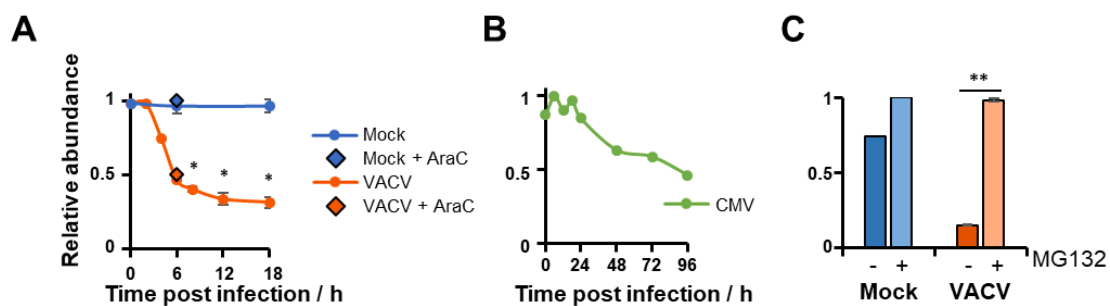 A
Relative abundance
1
0.5
0
0 6 12 18
Time post infection / h
* * *
Mock
Mock + AraC
VACV
VACV + AraC
B
1
0.5
0
0 24 48 72 96
Time post infection / h
CMV
C
1
0.5
0
**
- + - + MG132
Mock VACV